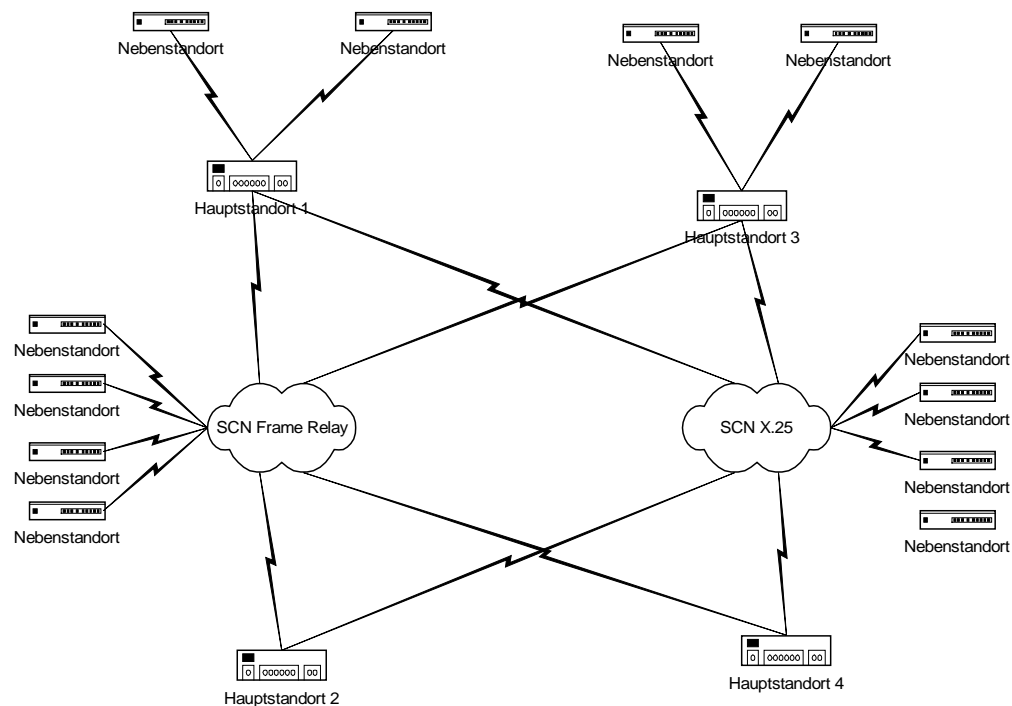 Nebenstandort
Nebenstandort
Nebenstandort
Nebenstandort
Hauptstandort 1
Hauptstandort 3
Nebenstandort
Nebenstandort
Nebenstandort
Nebenstandort
SCN Frame Relay
SCN X.25
Nebenstandort
Nebenstandort
Nebenstandort
Nebenstandort
Hauptstandort 2
Hauptstandort 4